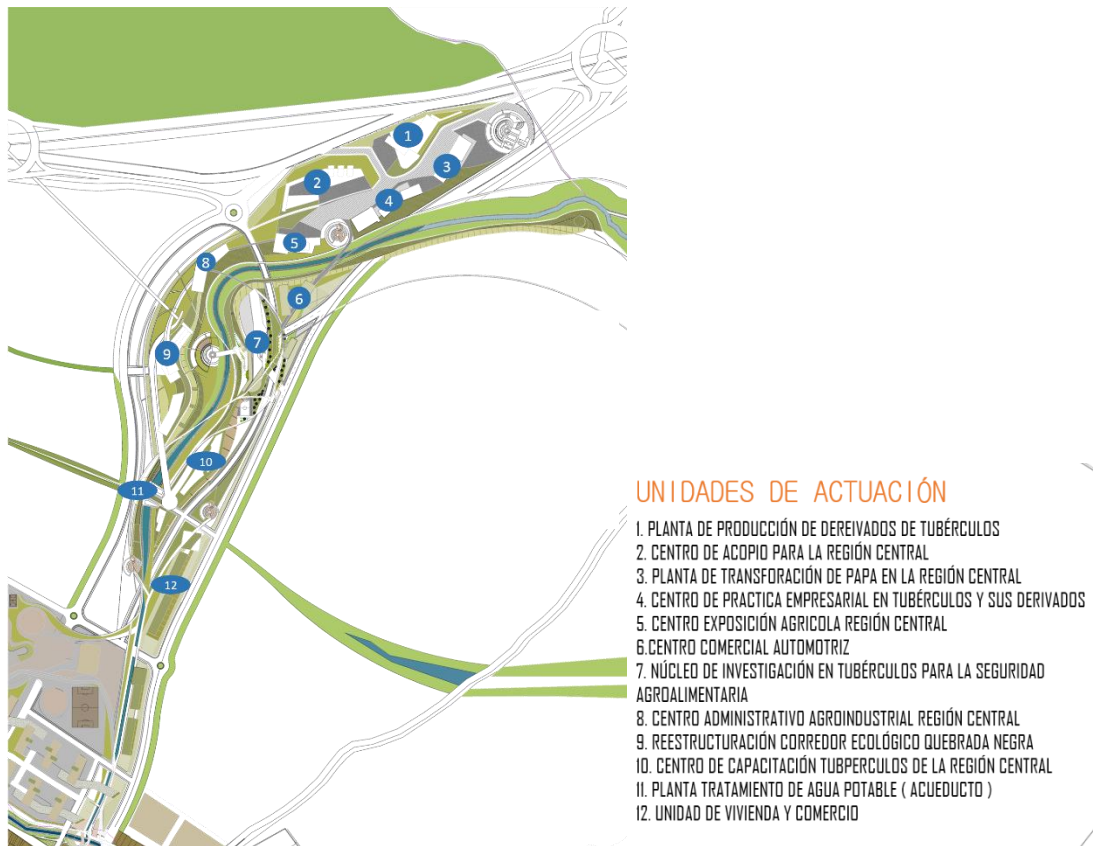 1
2
3
4
5
8
6
7
9
10
11
12
UNIDADES DE ACTUACIÓN
1. PLANTA DE PRODUCCIÓN DE DEREIVADOS DE TUBÉRCULOS
2. CENTRO DE ACOPIO PARA LA REGIÓN CENTRAL
3. PLANTA DE TRANSFORACIÓN DE PAPA EN LA REGIÓN CENTRAL
4. CENTRO DE PRACTICA EMPRESARIAL EN TUBÉRCULOS Y SUS DERIVADOS
5. CENTRO EXPOSICIÓN AGRICOLA REGIÓN CENTRAL
6.CENTRO COMERCIAL AUTOMOTRIZ
7. NÚCLEO DE INVESTIGACIÓN EN TUBÉRCULOS PARA LA SEGURIDAD
AGROALIMENTARIA
8. CENTRO ADMINISTRATIVO AGROINDUSTRIAL REGIÓN CENTRAL
9. REESTRUCTURACIÓN CORREDOR ECOLÓGICO QUEBRADA NEGRA
10. CENTRO DE CAPACITACIÓN TUBPERCULOS DE LA REGIÓN CENTRAL
11. PLANTA TRATAMIENTO DE AGUA POTABLE ( ACUEDUCTO )
12. UNIDAD DE VIVIENDA Y COMERCIO